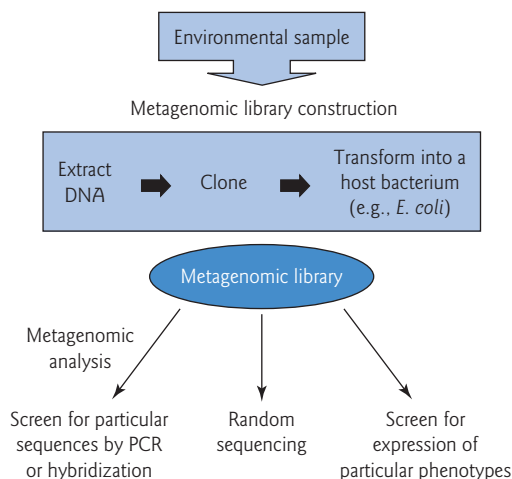 Environmental sample
Metagenomic library construction
Extract
DNA
Clone
Transform into a
host bacterium
(e.g., E. coli)
Metagenomic library
Metagenomic
analysis
Screen for particular
sequences by PCR
or hybridization
Random
sequencing
Screen for
expression of
particular phenotypes